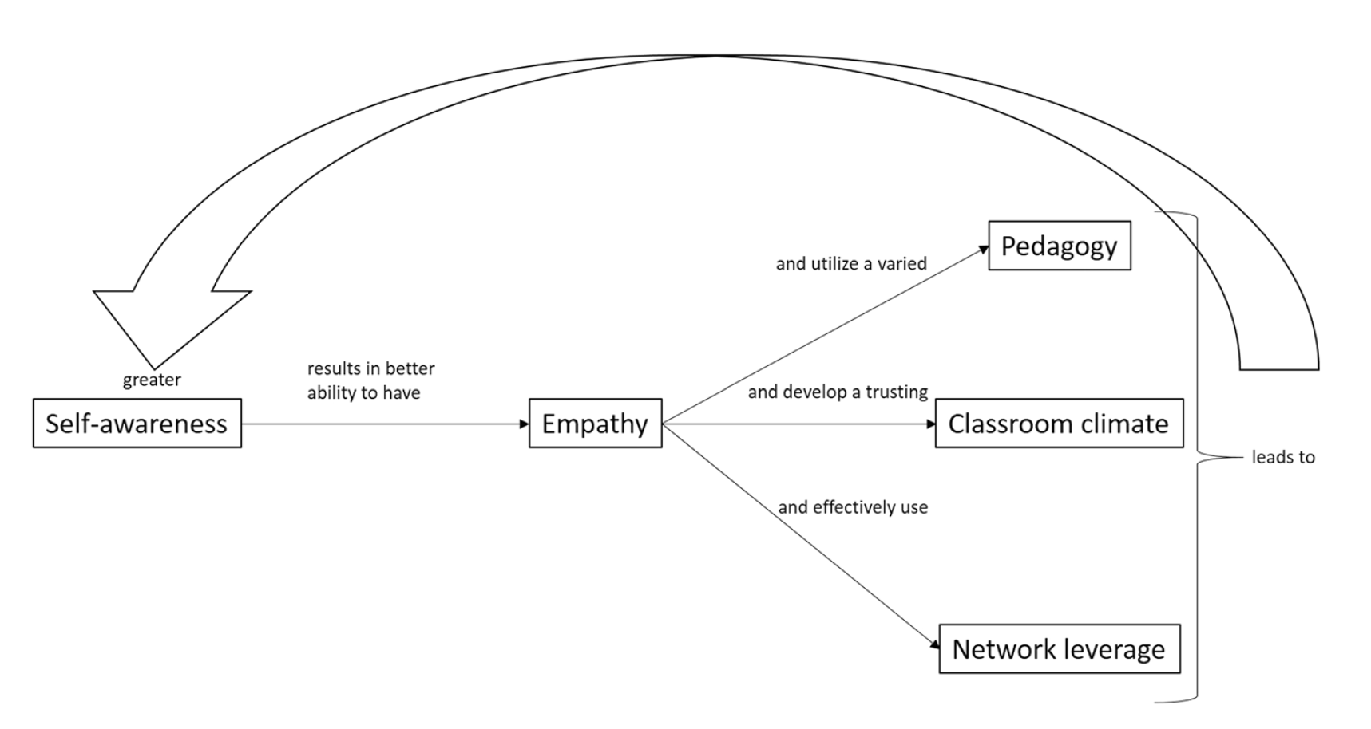 greater
Self-awareness
results in better
ability to have
Empathy
and utilize a varied
Pedagogy
and develop a trusting
Classroom climate
and effectively use
Network leverage
leads to